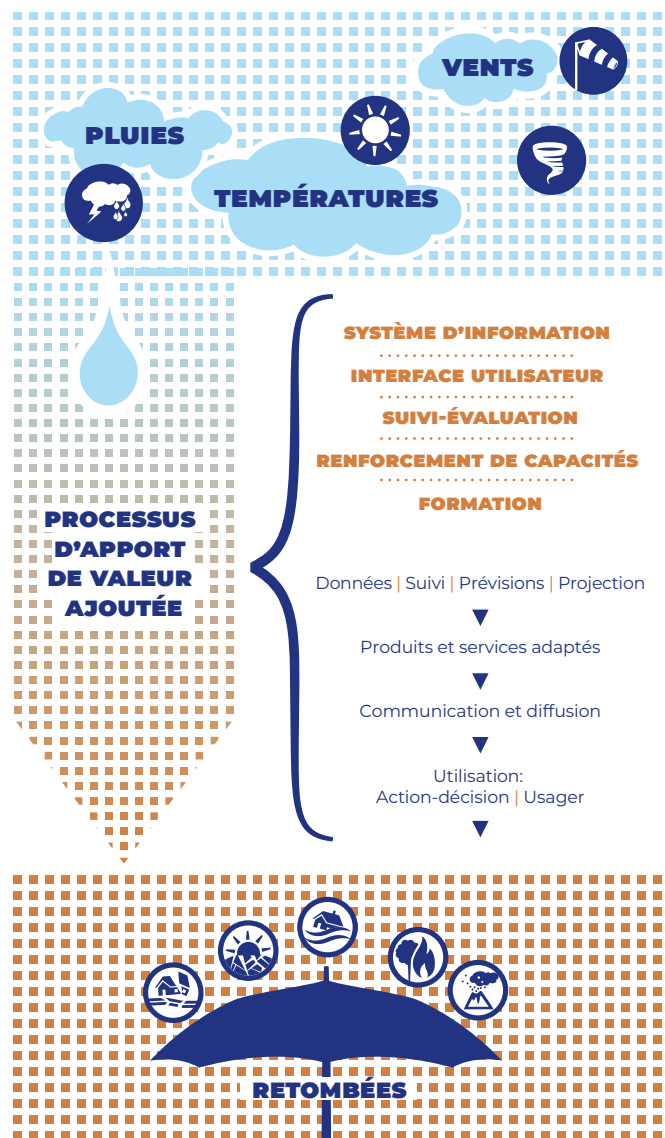 VENTS
PLUIES
TEMPÉRATURES
PROCESSUS
D'APPORT
DE VALEUR
AJOUTÉE
SYSTÈME D'INFORMATION
INTERFACE UTILISATEUR
SUIVI-ÉVALUATION
RENFORCEMENT DE CAPACITÉS
FORMATION
Données | Suivi | Prévisions | Projection
Produits et services adaptés
Communication et diffusion
Utilisation:
Action-décision | Usager
RETOMBÉES